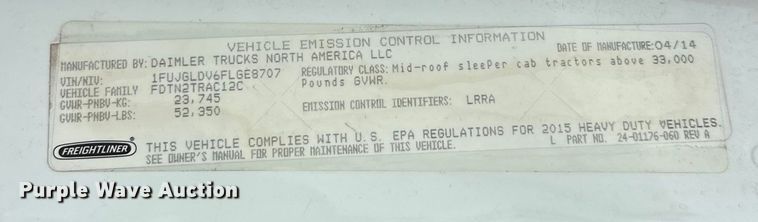 VEHICLE EMISSION CONTROL INFORMATION
MANUFACTURED BY: DAIMLER TRUCKS NORTH AMERICA LLC
DATE OF MANUFACTURE: 04/14
VIN/NIV: 1FUJGLDV6FLGE8707
REGULATORY CLASS: Mid-roof sleeper cab tractors above 33,000
Pounds GVWR.
VEHICLE FAMILY FDTN2TRAC12C
GVWR-PNBV-KG: 23,745
GVWR-PNBV-LBS: 52,350
EMISSION CONTROL IDENTIFIERS: LRRA
FREIGHTLINER
THIS VEHICLE COMPLIES WITH U.S. EPA REGULATIONS FOR 2015 HEAVY DUTY VEHICLES.
SEE OWNER'S MANUAL FOR PROPER MAINTENANCE OF THIS VEHICLE.
L PART NO. 24-01176-060 REV A
Purple Wave Auction